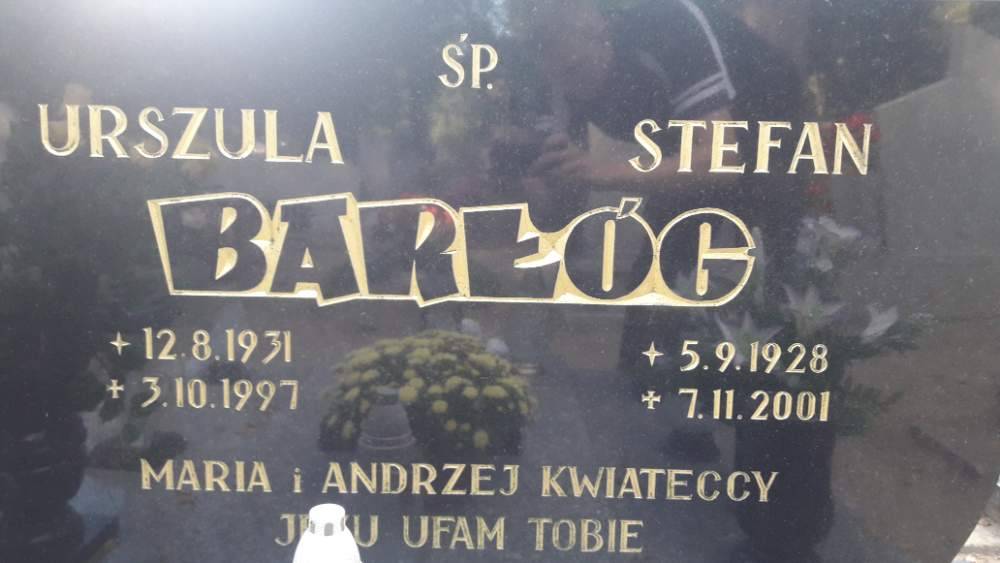 ŚP.
URSZULA STEFAN
BARŁÓG
12.8.1931 5.9.1928
3.10.1997 7.11.2001
MARIA i ANDRZEJ KWIATECCY
UFAM TOBIE